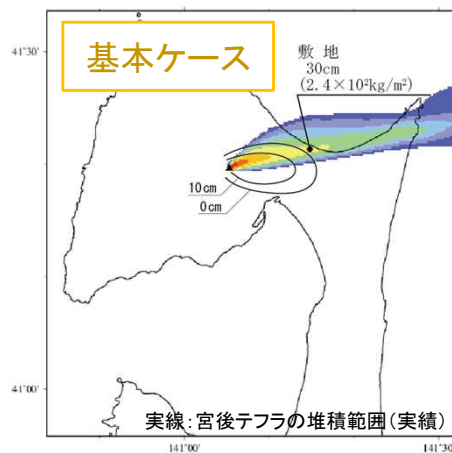 41°30'
基本ケース
敷 地
30cm
(2.4×10²kg/m²)
10cm
0cm
41°00'
実線:宮後テフラの堆積範囲(実績)
141°00'
141°30'